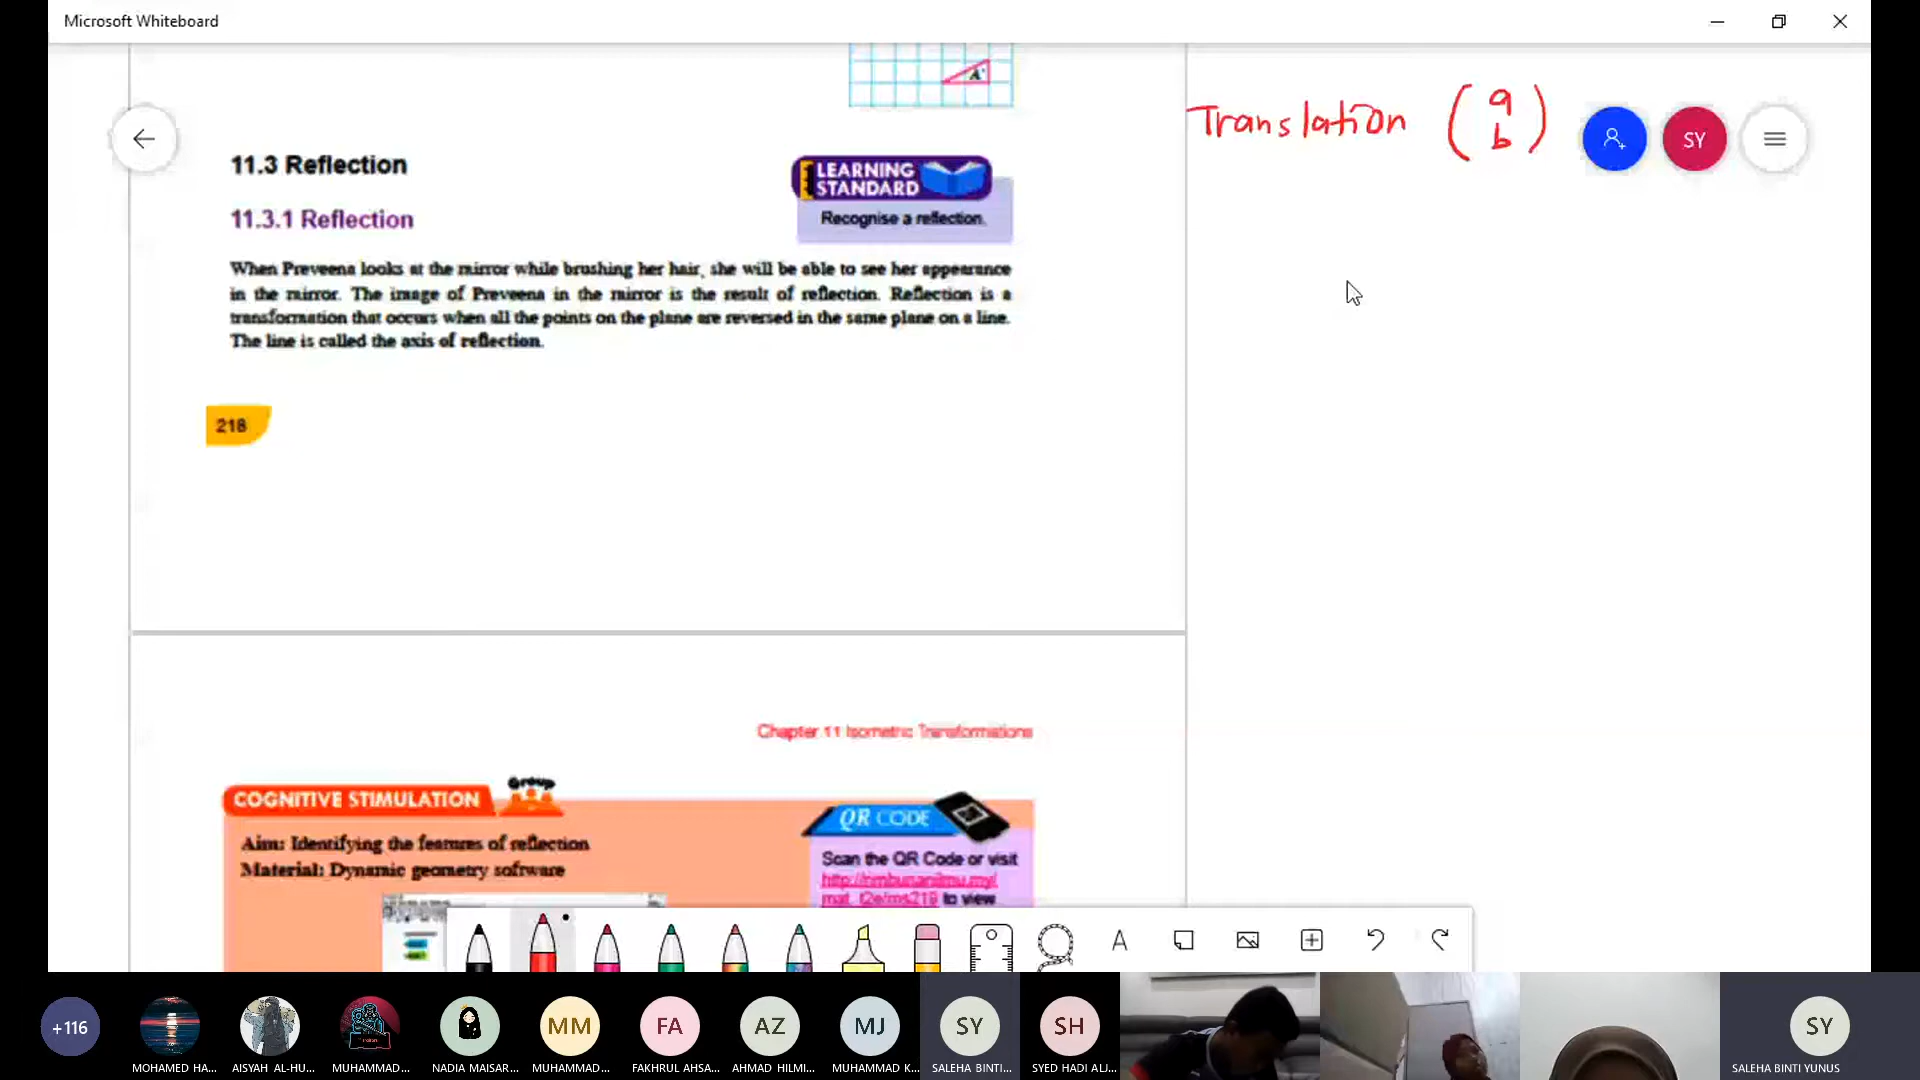 Microsoft Whiteboard
A'
Translation (a b)
11.3 Reflection
LEARNING
STANDARD
Recognise a reflection.
11.3.1 Reflection
When Preveena looks at the mirror while brushing her hair, she will be able to see her appearance
in the mirror. The image of Preveena in the mirror is the result of reflection. Reflection is a
transformation that occurs when all the points on the plane are reversed in the same plane on a line.
The line is called the axis of reflection.
218
SY
Chapter 11 Isometric Transformations
COGNITIVE STIMULATION
Group
Aim: Identifying the features of reflection
Material: Dynamic geometry software
QR CODE
Scan the QR Code or visit
to view
A
+116
MM
FA
AZ
MJ
SY
SH
SY
MOHAMED HA...
AISYAH AL-HU...
MUHAMMAD...
NADIA MAISAR...
MUHAMMAD...
FAKHRUL AHSA...
AHMAD HILMI...
MUHAMMAD K...
SALEHA BINTI...
SYED HADI ALJ...
SALEHA BINTI YUNUS